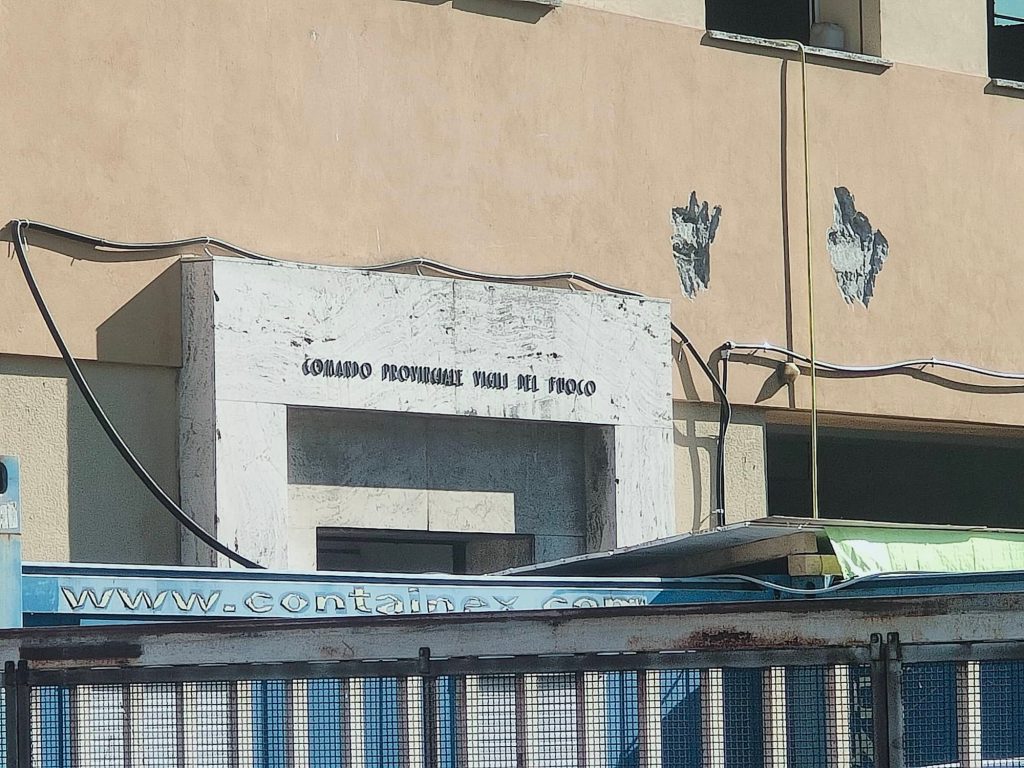 COMANDO PROVINCIALE VIGILI DEL FUOCO
www.containex.com